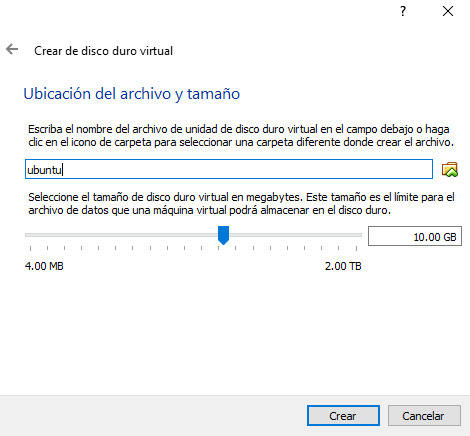 ?
Crear de disco duro virtual
Ubicación del archivo y tamaño
Escriba el nombre del archivo de unidad de disco duro virtual en el campo debajo o haga
clic en el icono de carpeta para seleccionar una carpeta diferente donde crear el archivo.
ubuntu
Seleccione el tamaño de disco duro virtual en megabytes. Este tamaño es el límite para el
archivo de datos que una máquina virtual podrá almacenar en el disco duro.
10.00 GB
4.00 MB 2.00 TB
Crear Cancelar